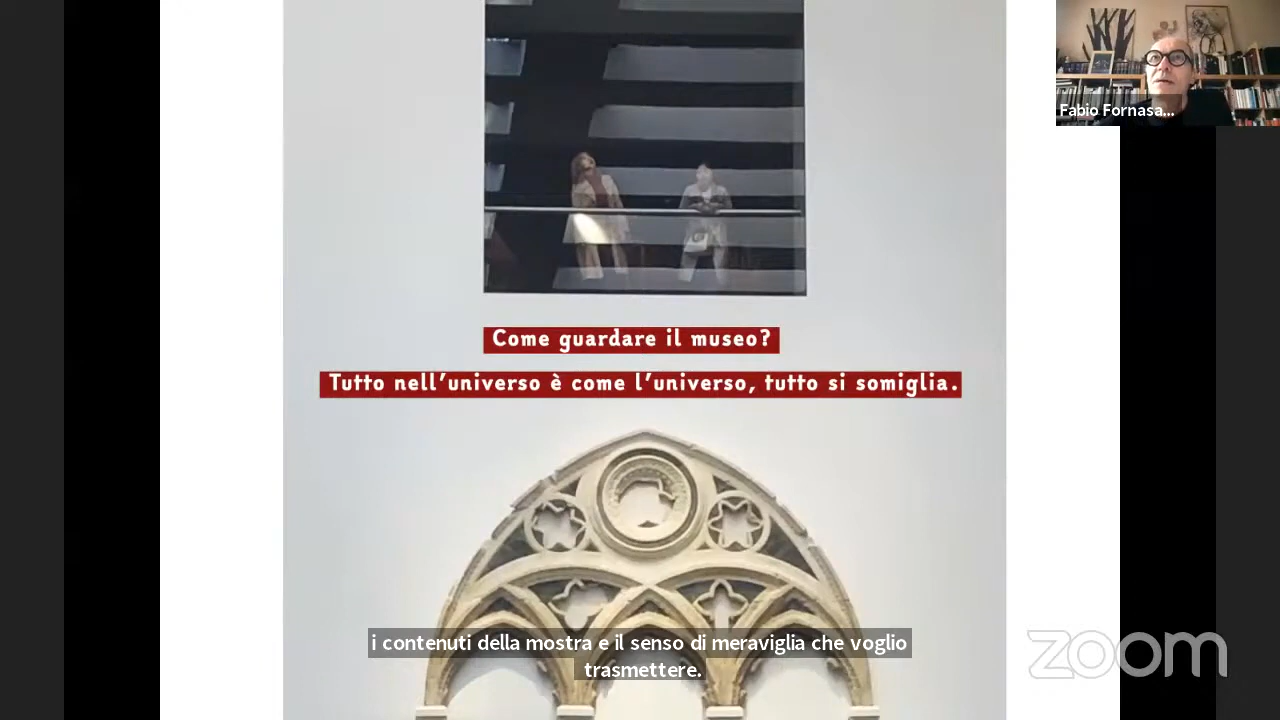 Fabio Fornasa...
Come guardare il museo?
Tutto nell'universo è come l'universo, tutto si somiglia.
i contenuti della mostra e il senso di meraviglia che voglio
trasmettere.
zoom